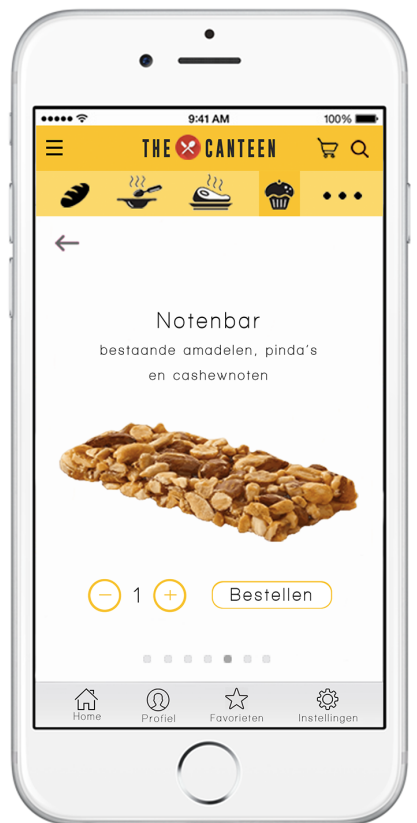 9:41 AM 100%
THE CANTEEN
Notenbar
bestaande amadelen, pinda's
en cashewnoten
1 Bestellen
Home Profiel Favorieten Instellingen